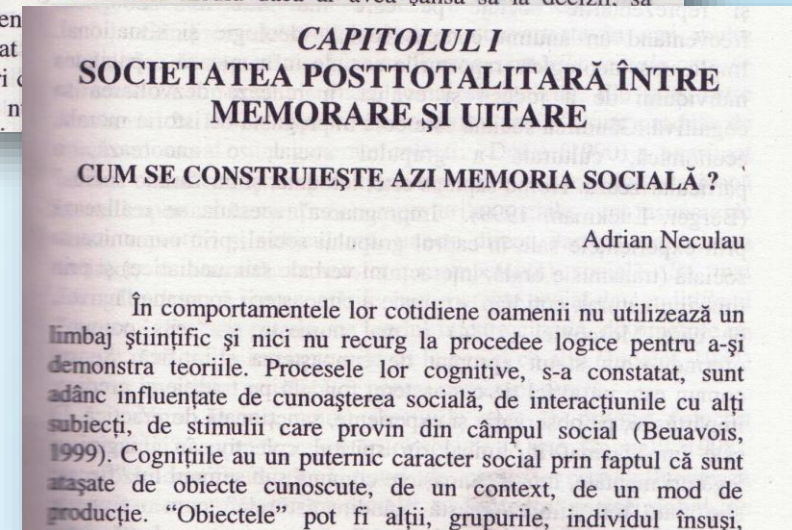 CAPITOLUL I
SOCIETATEA POSTTOTALITARĂ ÎNTRE
MEMORARE ŞI UITARE
CUM SE CONSTRUIEŞTE AZI MEMORIA SOCIALĂ ?
Adrian Neculau
În comportamentele lor cotidiene oamenii nu utilizează un
limbaj ştiinţific şi nici nu recurg la procedee logice pentru a-şi
demonstra teoriile. Procesele lor cognitive, s-a constatat, sunt
adânc influenţate de cunoaşterea socială, de interacţiunile cu alţi
subiecţi, de stimulii care provin din câmpul social (Beuavois,
1999). Cogniţiile au un puternic caracter social prin faptul că sunt
ataşate de obiecte cunoscute, de un context, de un mod de
producţie. "Obiectele" pot fi alţii, grupurile, individul însuşi,